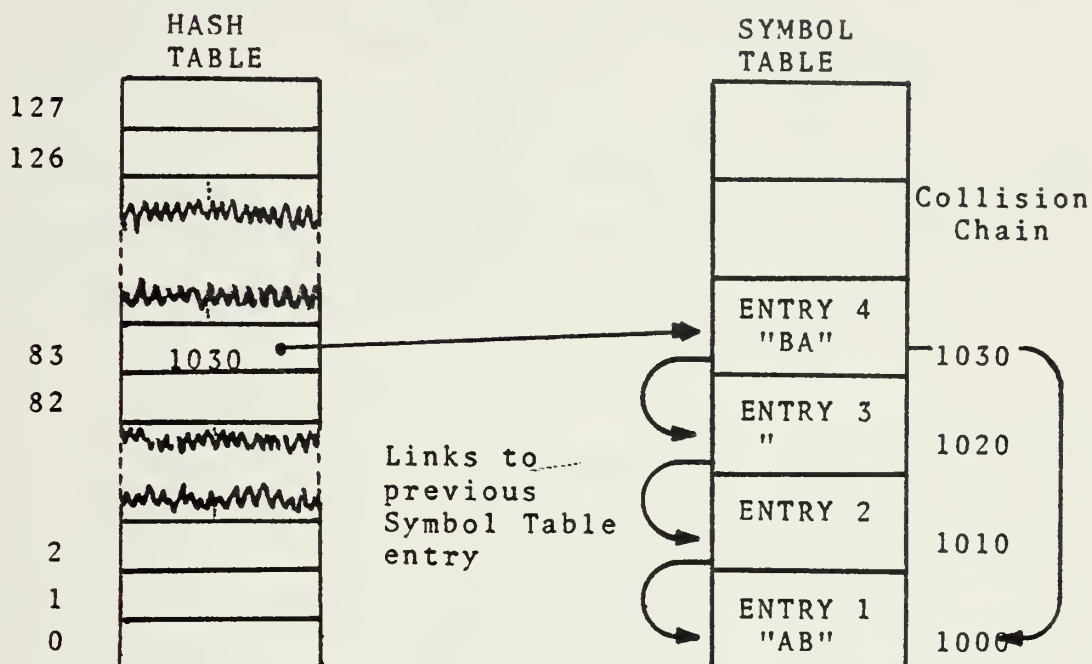 HASH
TABLE
SYMBOL
TABLE
127
126
Collision
Chain
ENTRY 4
"BA"
83
1030
1030
82
ENTRY 3
"
1020
Links to
previous
Symbol Table
entry
ENTRY 2
2
1010
1
ENTRY 1
"AB"
0
1000